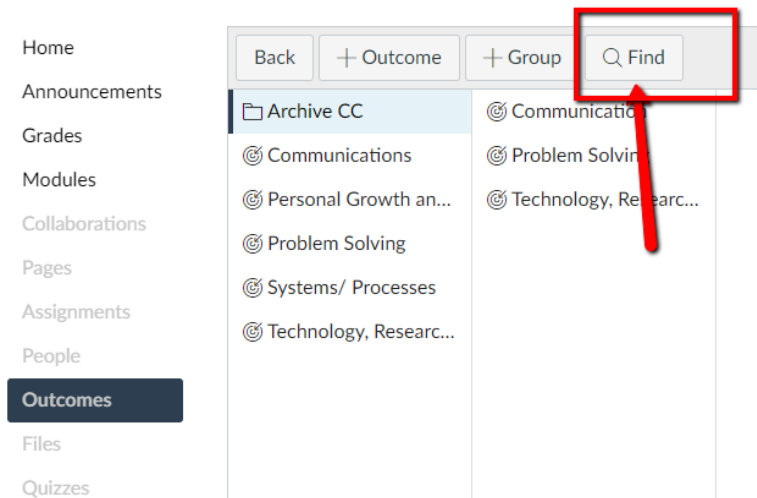 Home
Announcements
Grades
Modules
Collaborations
Pages
Assignments
People
Outcomes
Files
Quizzes
Back
Outcome
Group
Find
Archive CC
Communications
Personal Growth an...
Problem Solving
Systems/ Processes
Technology, Researc...
Communication
Problem Solving
Technology, Researc...